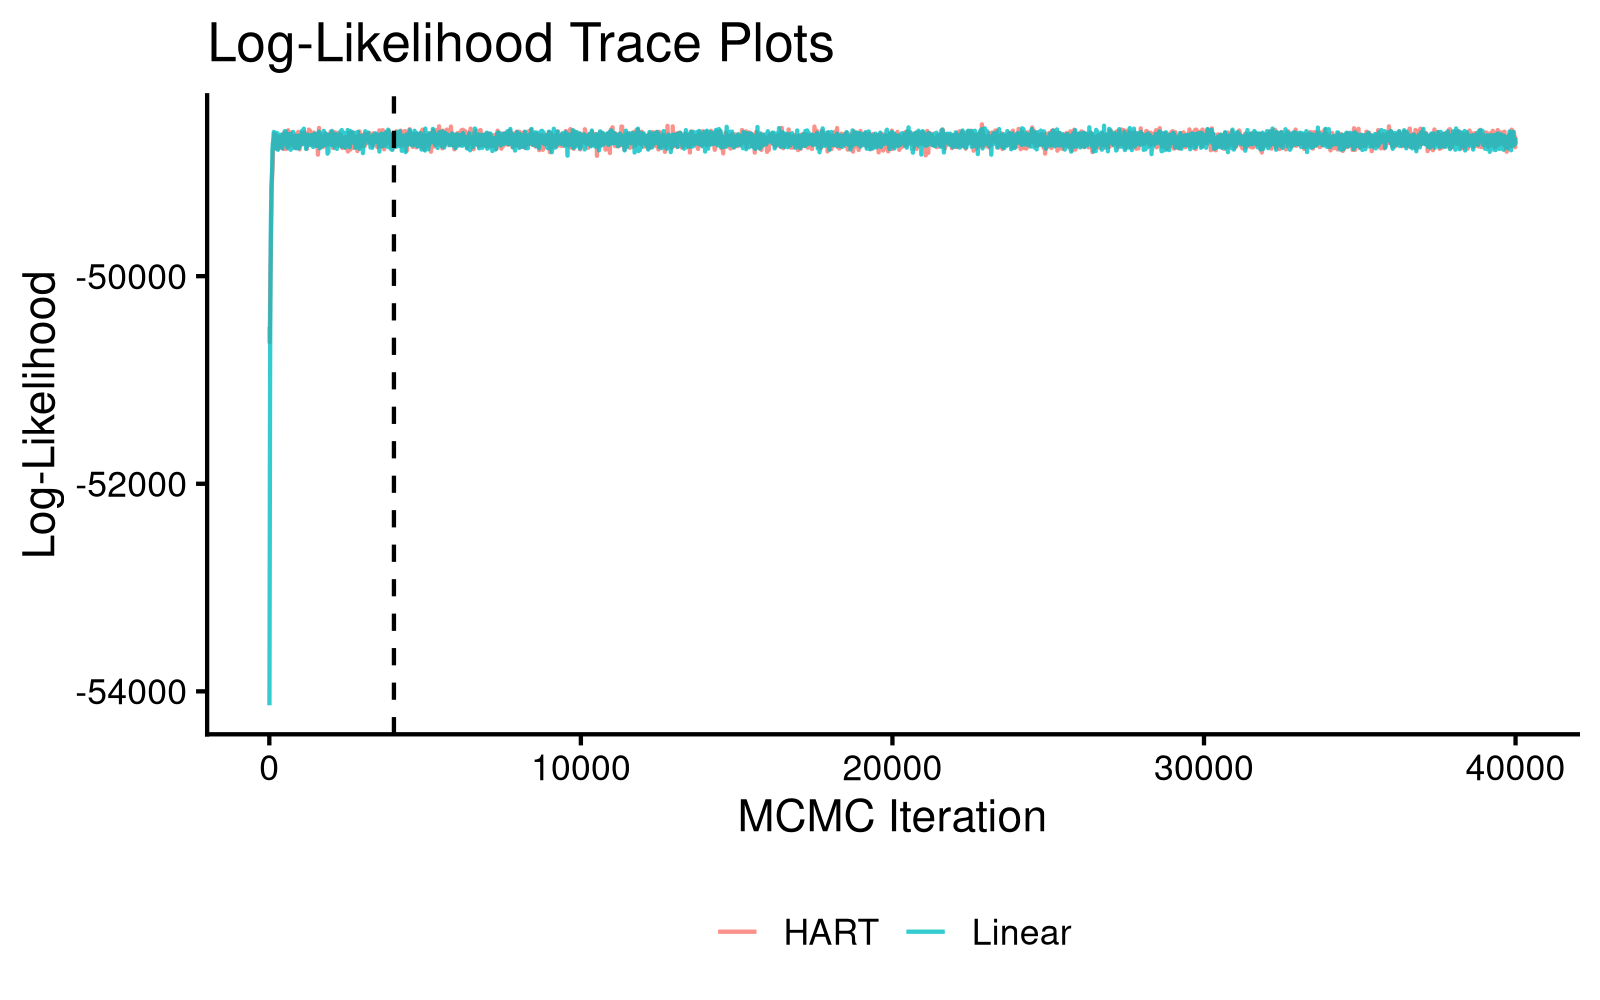 Log-Likelihood Trace Plots
Log-Likelihood
-50000
-52000
-54000
0 10000 20000 30000 40000
MCMC Iteration
HART Linear